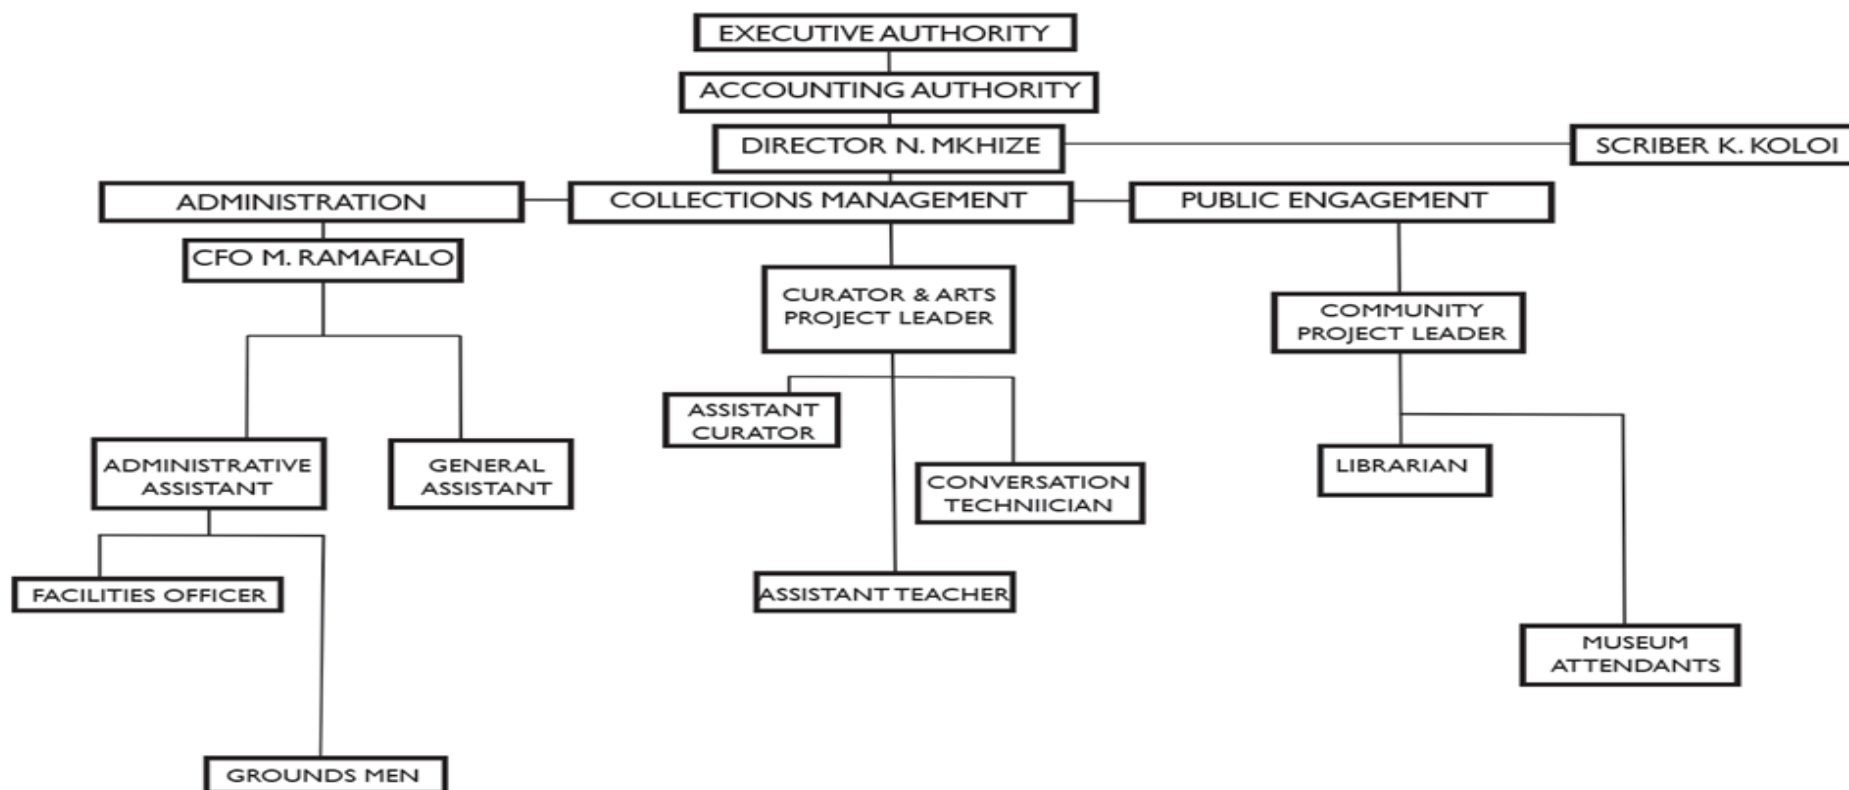 EXECUTIVE AUTHORITY
ACCOUNTING AUTHORITY
DIRECTOR N. MKHIZE
SCRIBER K. KOLOI
ADMINISTRATION
COLLECTIONS MANAGEMENT
PUBLIC ENGAGEMENT
CFO M. RAMAFALO
CURATOR & ARTS
PROJECT LEADER
COMMUNITY
PROJECT LEADER
ASSISTANT
CURATOR
ADMINISTRATIVE
ASSISTANT
GENERAL
ASSISTANT
CONVERSATION
TECHNIICIAN
LIBRARIAN
FACILITIES OFFICER
ASSISTANT TEACHER
MUSEUM
ATTENDANTS
GROUNDS MEN